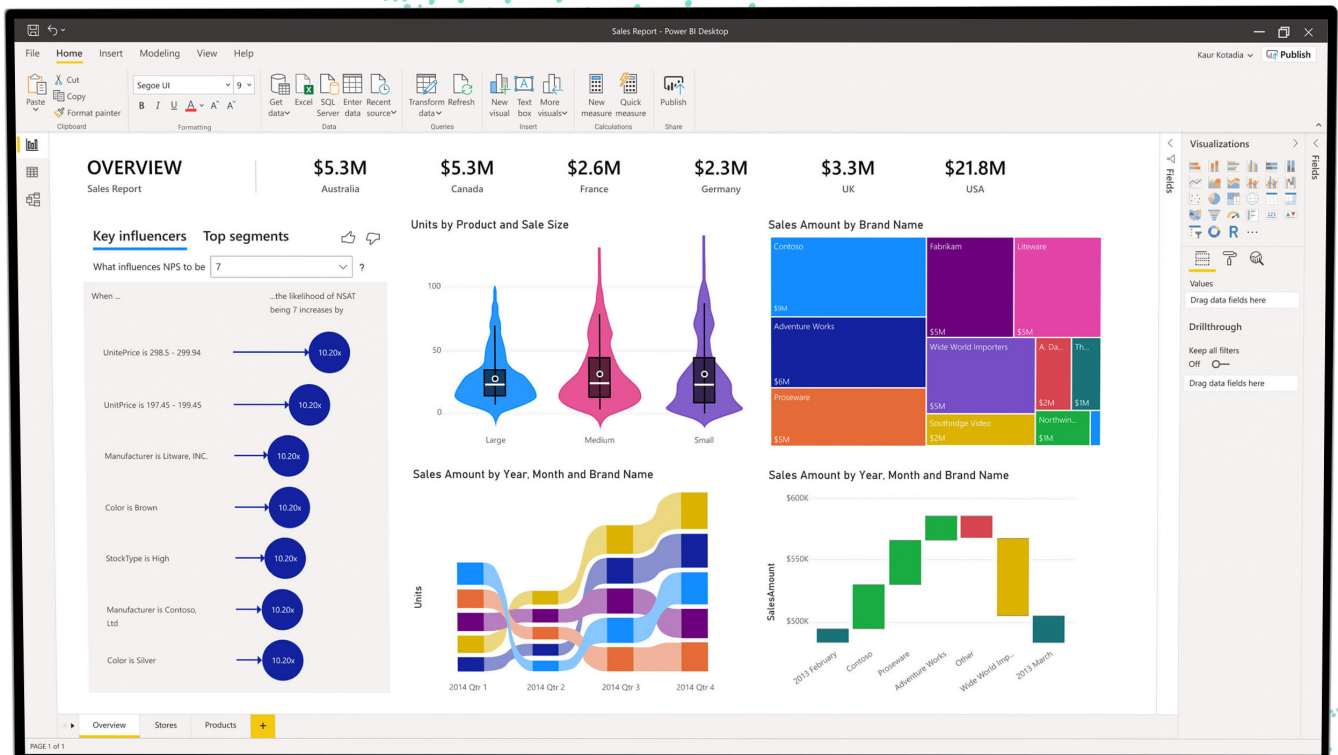 Sales Report - Power BI Desktop
File Home Insert Modeling View Help
Kaur Kotadia Publish
Paste
Cut
Copy
Format painter
Clipboard
Segoe UI 9
B I U A A A
Formatting
Get data
Excel
SQL Server
Enter data
Recent source
Data
Transform data
Refresh
Queries
New visual
Text box
More visuals
Insert
New measure
Quick measure
Calculations
Publish
Share
OVERVIEW
Sales Report
$5.3M $5.3M $2.6M $2.3M $3.3M $21.8M
Australia Canada France Germany UK USA
Key influencers Top segments
What influences NPS to be 7 ?
When ...
...the likelihood of NSAT
being 7 increases by
UnitePrice is 298.5 - 299.94 10.20x
UnitPrice is 197.45 - 199.45 10.20x
Manufacturer is Litware, INC. 10.20x
Color is Brown 10.20x
StockType is High 10.20x
Manufacturer is Contoso,
Ltd
10.20x
Color is Silver 10.20x
Units by Product and Sale Size
100
50
0
Large Medium Small
Sales Amount by Brand Name
Contoso
$9M
Adventure Works
$6M
Proseware
$5M
Fabrikam
$5M
Liteware
$5M
Wide World Importers
$5M
A. Da...
$2M
Th...
$1M
Southridge Video
$2M
Northwin...
$1M
Sales Amount by Year, Month and Brand Name
Units
2014 Qtr 1 2014 Qtr 2 2014 Qtr 3 2014 Qtr 4
Sales Amount by Year, Month and Brand Name
SalesAmount
$600K
$550K
$500K
2013 February Contoso Proseware Adventure Works Other Wide World Imp... 2013 March
Fields
Visualizations
Fields
R ...
123
Values
Drag data fields here
Drillthrough
Keep all filters
Off
Drag data fields here
Overview Stores Products +
PAGE 1 of 1